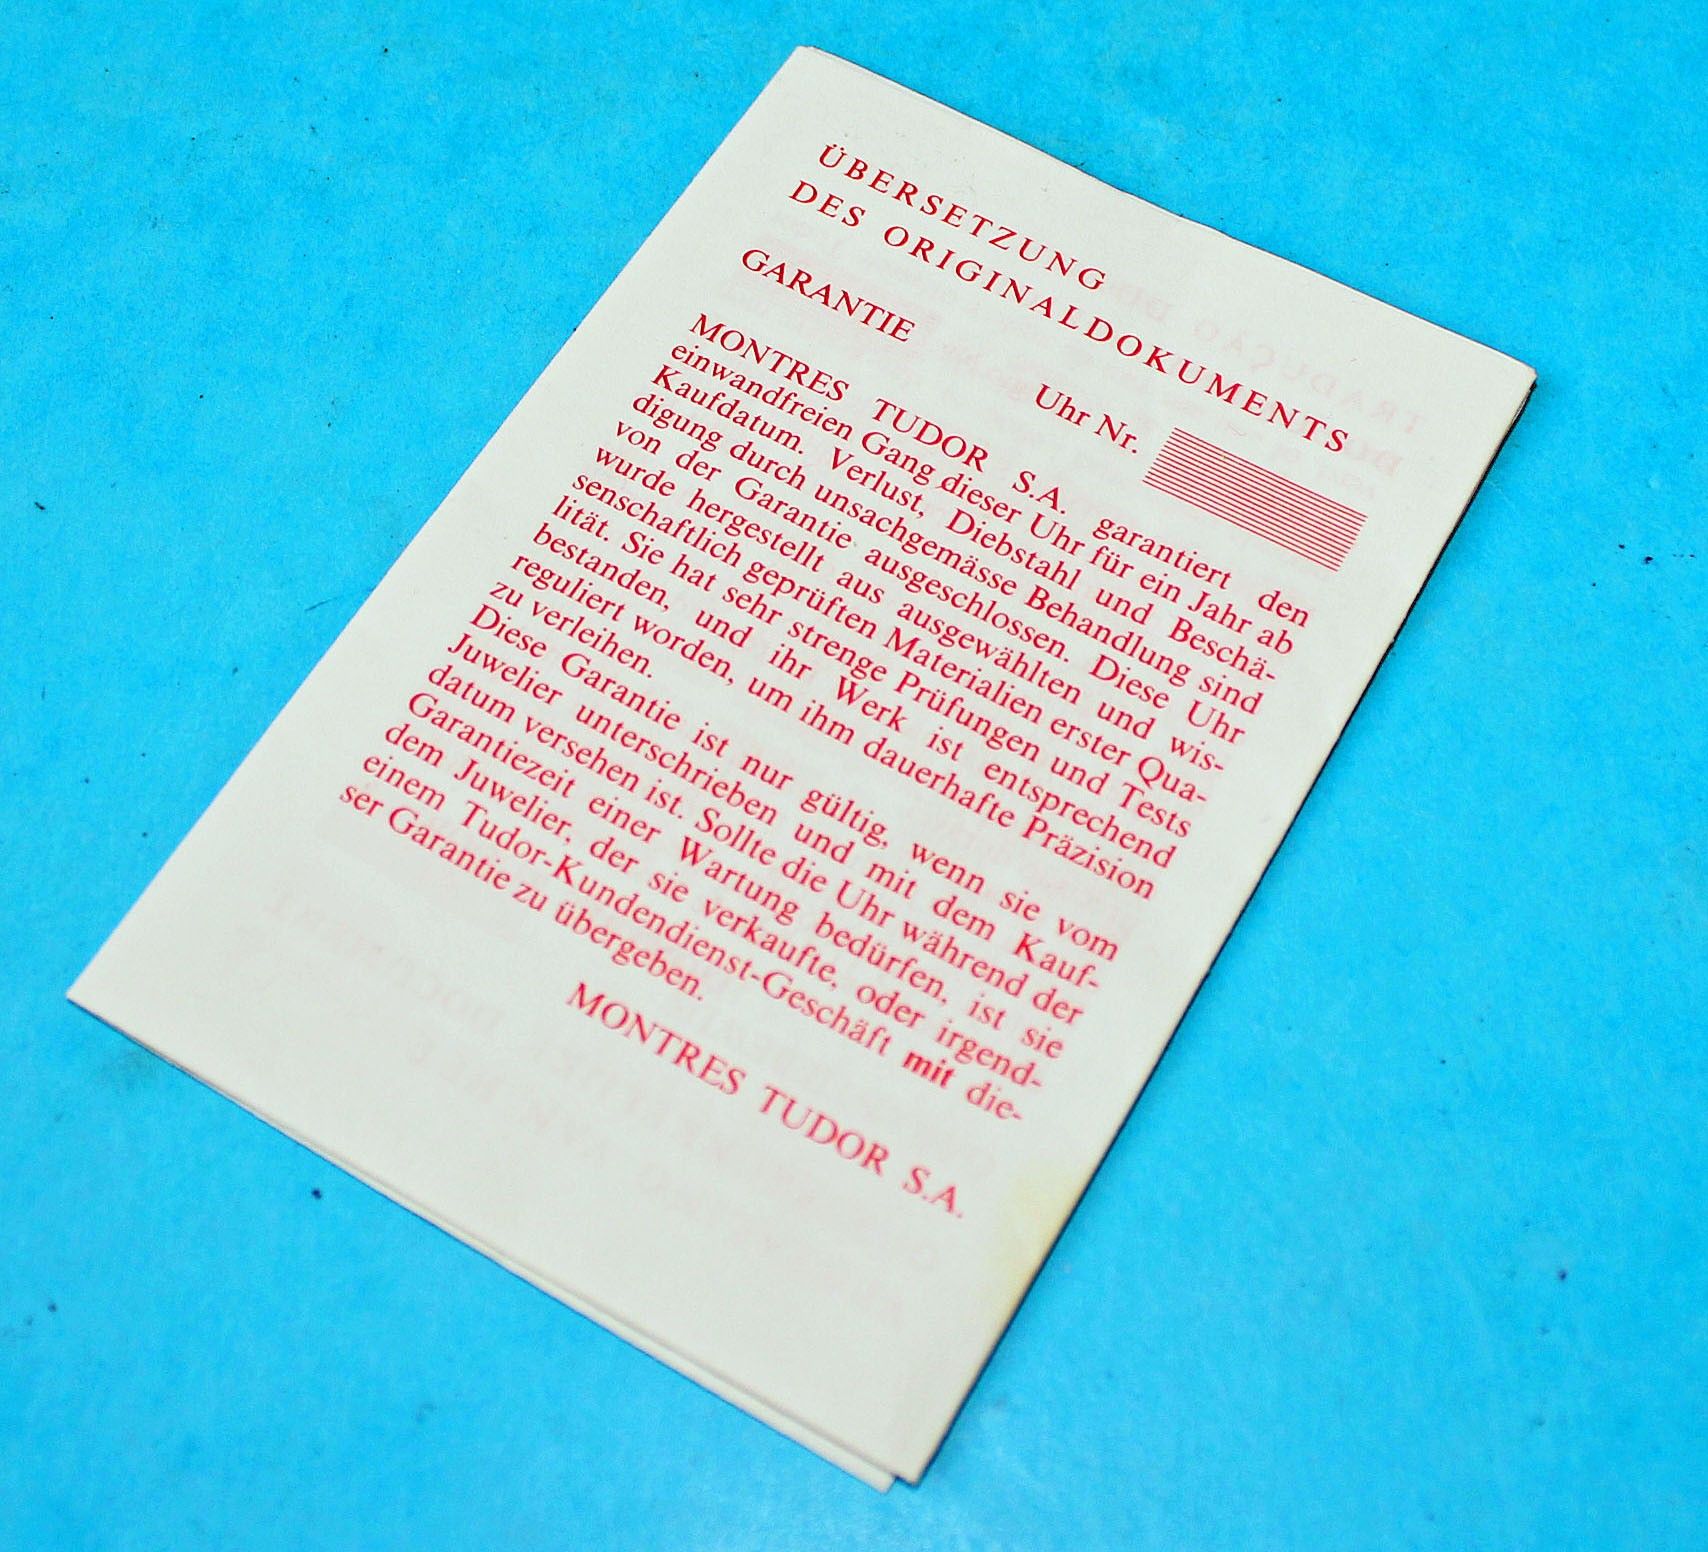 ÜBERSETZUNG
DES ORIGINALDOKUMENTS
GARANTIE
Uhr Nr.
MONTRES TUDOR S.A. garantiert den
einwandfreien Gang dieser Uhr für ein Jahr ab
Kaufdatum. Verlust, Diebstahl und Beschä-
digung durch unsachgemässe Behandlung sind
von der Garantie ausgeschlossen. Diese Uhr
wurde hergestellt aus ausgewählten und wis-
senschaftlich geprüften Materialien erster Qua-
lität. Sie hat sehr strenge Prüfungen und Tests
bestanden, und ihr Werk ist entsprechend
reguliert worden, um ihm dauerhafte Präzision
zu verleihen.
Diese Garantie ist nur gültig, wenn sie vom
Juwelier unterschrieben und mit dem Kauf-
datum versehen ist. Sollte die Uhr während der
Garantiezeit einer Wartung bedürfen, ist sie
dem Juwelier, der sie verkaufte, oder irgend-
einem Tudor-Kundendienst-Geschäft mit die-
ser Garantie zu übergeben.
MONTRES TUDOR S.A.